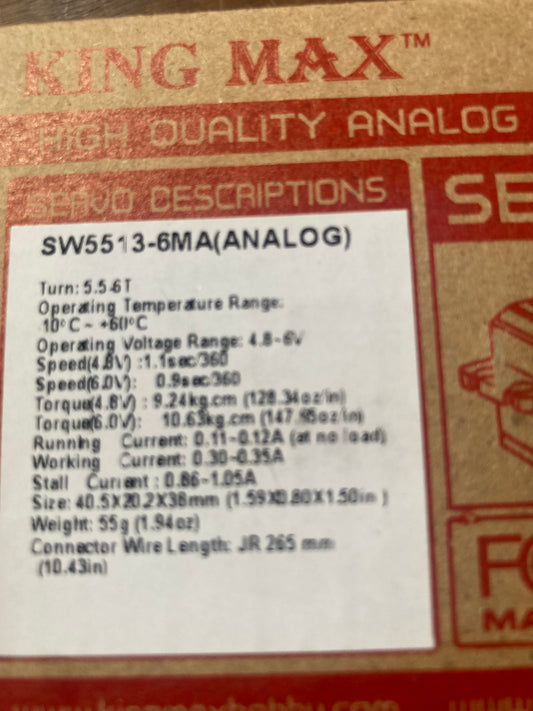 KING MAX™
HIGH QUALITY ANALOG
SERVO DESCRIPTIONS
SE
SW5513-6MA(ANALOG)
Turn: 5.5-6T
Operating Temperature Range:
10°C ~ +60°C
Operating Voltage Range: 4.8-6V
Speed(4.8V) :1.1sec/360
Speed(6.0V): 0.9sec/360
Torque(4.8V) : 9.24kg.cm (128.34oz/in)
Torque(6.0V): 10.63kg.cm (147.65oz/in)
Running Current: 0.11-0.12A (at no load)
Working Current: 0.30-0.35A
Stall Current : 0.86-1.05A
Size: 40.5X20.2X38mm (1.59X0.80X1.50in )
Weight: 55g (1.94oz)
Connector Wire Length: JR 265 mm
(10.43in)
MA
www.kingmaxhobby.com